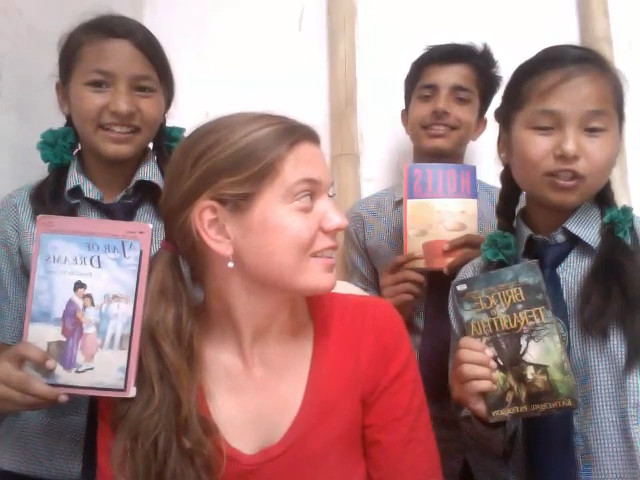 A JAR OF
DREAMS
HOLES
BRIDGE
TO
TERABITHIA
KATHERINE PATERSON